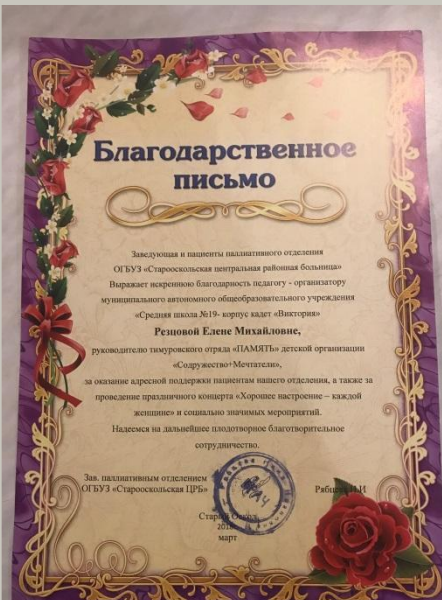 Благодарственное
письмо
Заведующая и пациенты паллиативного отделения
ОГБУЗ «Старооскольская центральная районная больница»
Выражает искреннюю благодарность педагогу - организатору
муниципального автономного общеобразовательного учреждения
«Средняя школа №19- корпус кадет «Виктория»
Резцовой Елене Михайловне,
руководителю тимуровского отряда «ПАМЯТЬ» детской организации
«Содружество+Мечтатели»,
за оказание адресной поддержки пациентам нашего отделения, а также за
проведение праздничного концерта «Хорошее настроение – каждой
женщине» и социально значимых мероприятий.
Надеемся на дальнейшее плодотворное благотворительное
сотрудничество.
Зав. паллиативным отделением
ОГБУЗ «Старооскольская ЦРБ»
Старый Оскол
март